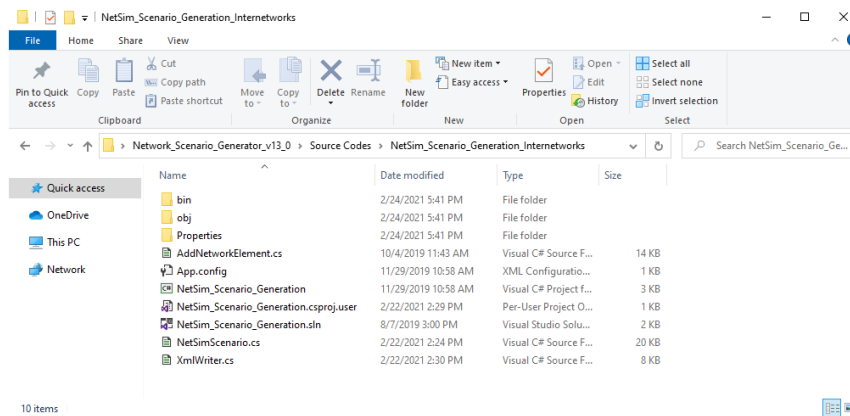 NetSim_Scenario_Generation_Internetworks
File Home Share View
Pin to Quick access
Copy
Paste
Cut
Copy path
Paste shortcut
Clipboard
Move to
Copy to
Delete
Rename
Organize
New folder
New item
Easy access
New
Properties
Open
Edit
History
Open
Select all
Select none
Invert selection
Select
Network_Scenario_Generator_v13_0 > Source Codes > NetSim_Scenario_Generation_Internetworks
Search NetSim_Scenario_Ge...
Quick access
OneDrive
This PC
Network
Name Date modified Type Size
bin 2/24/2021 5:41 PM File folder
obj 2/24/2021 5:41 PM File folder
Properties 2/24/2021 5:41 PM File folder
AddNetworkElement.cs 10/4/2019 11:43 AM Visual C# Source F... 14 KB
App.config 11/29/2019 10:58 AM XML Configuratio... 1 KB
NetSim_Scenario_Generation 11/29/2019 10:58 AM Visual C# Project f... 3 KB
NetSim_Scenario_Generation.csproj.user 2/22/2021 2:29 PM Per-User Project O... 1 KB
NetSim_Scenario_Generation.sln 8/7/2019 3:00 PM Visual Studio Solu... 2 KB
NetSimScenario.cs 2/22/2021 2:24 PM Visual C# Source F... 20 KB
XmlWriter.cs 2/22/2021 2:30 PM Visual C# Source F... 8 KB
10 items